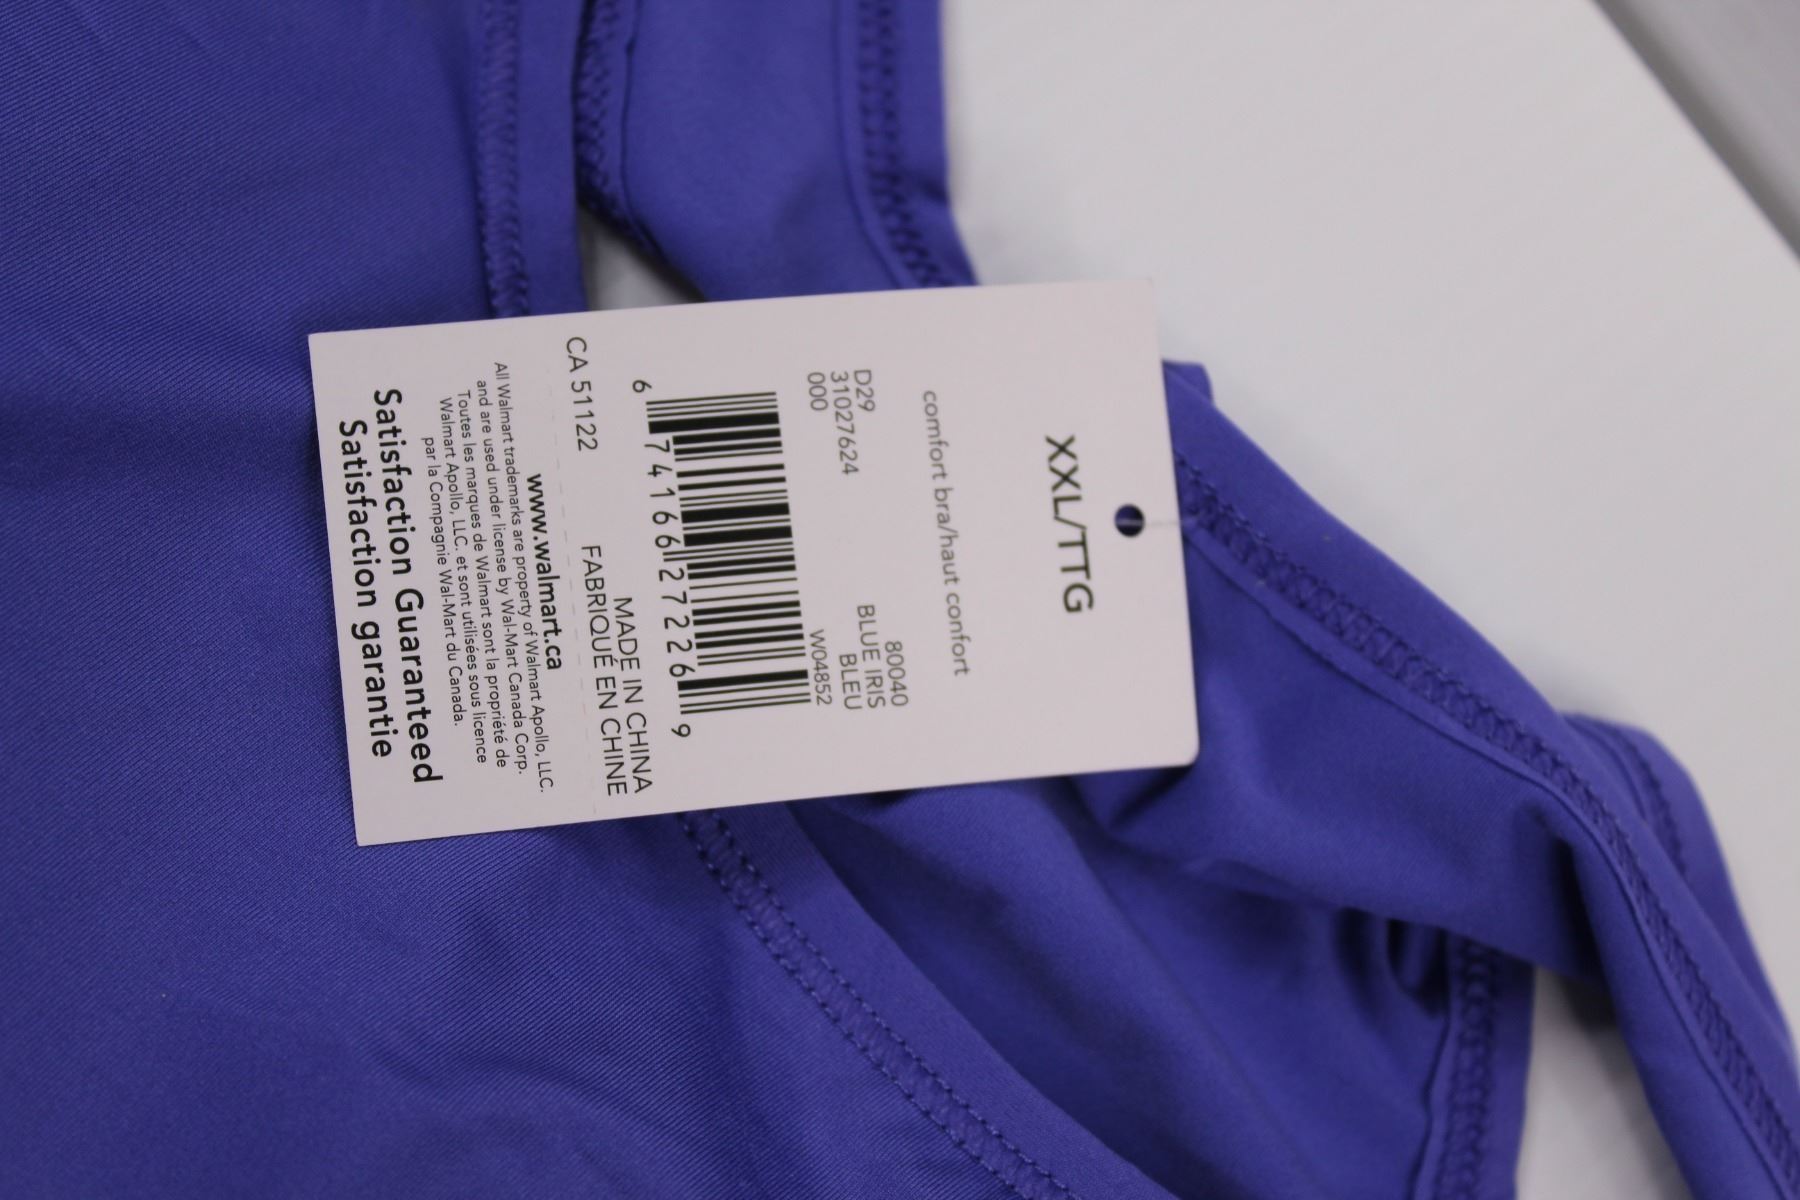 XXL/TTG
comfort bra/haut confort
80040
D29 BLUE IRIS
31027624 BLEU
000 W04852
6 74166 27226 9
MADE IN CHINA
CA 51122 FABRIQUÉ EN CHINE
www.walmart.ca
All Walmart trademarks are property of Walmart Apollo, LLC.
and are used under license by Wal-Mart Canada Corp.
Toutes les marques de Walmart sont la propriété de
Walmart Apollo, LLC. et sont utilisées sous licence
par la Compagnie Wal-Mart du Canada.
Satisfaction Guaranteed
Satisfaction garantie